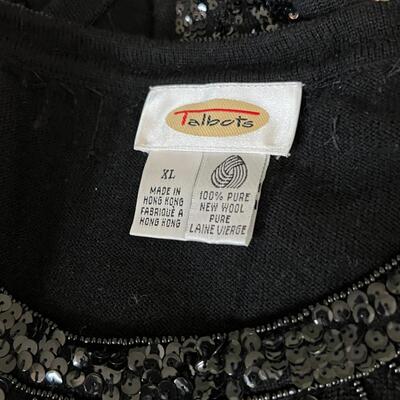 Talbots
XL
MADE IN
HONG KONG
FABRIQUÉ À
HONG KONG
100% PURE
NEW WOOL
PURE
LAINE VIERGE